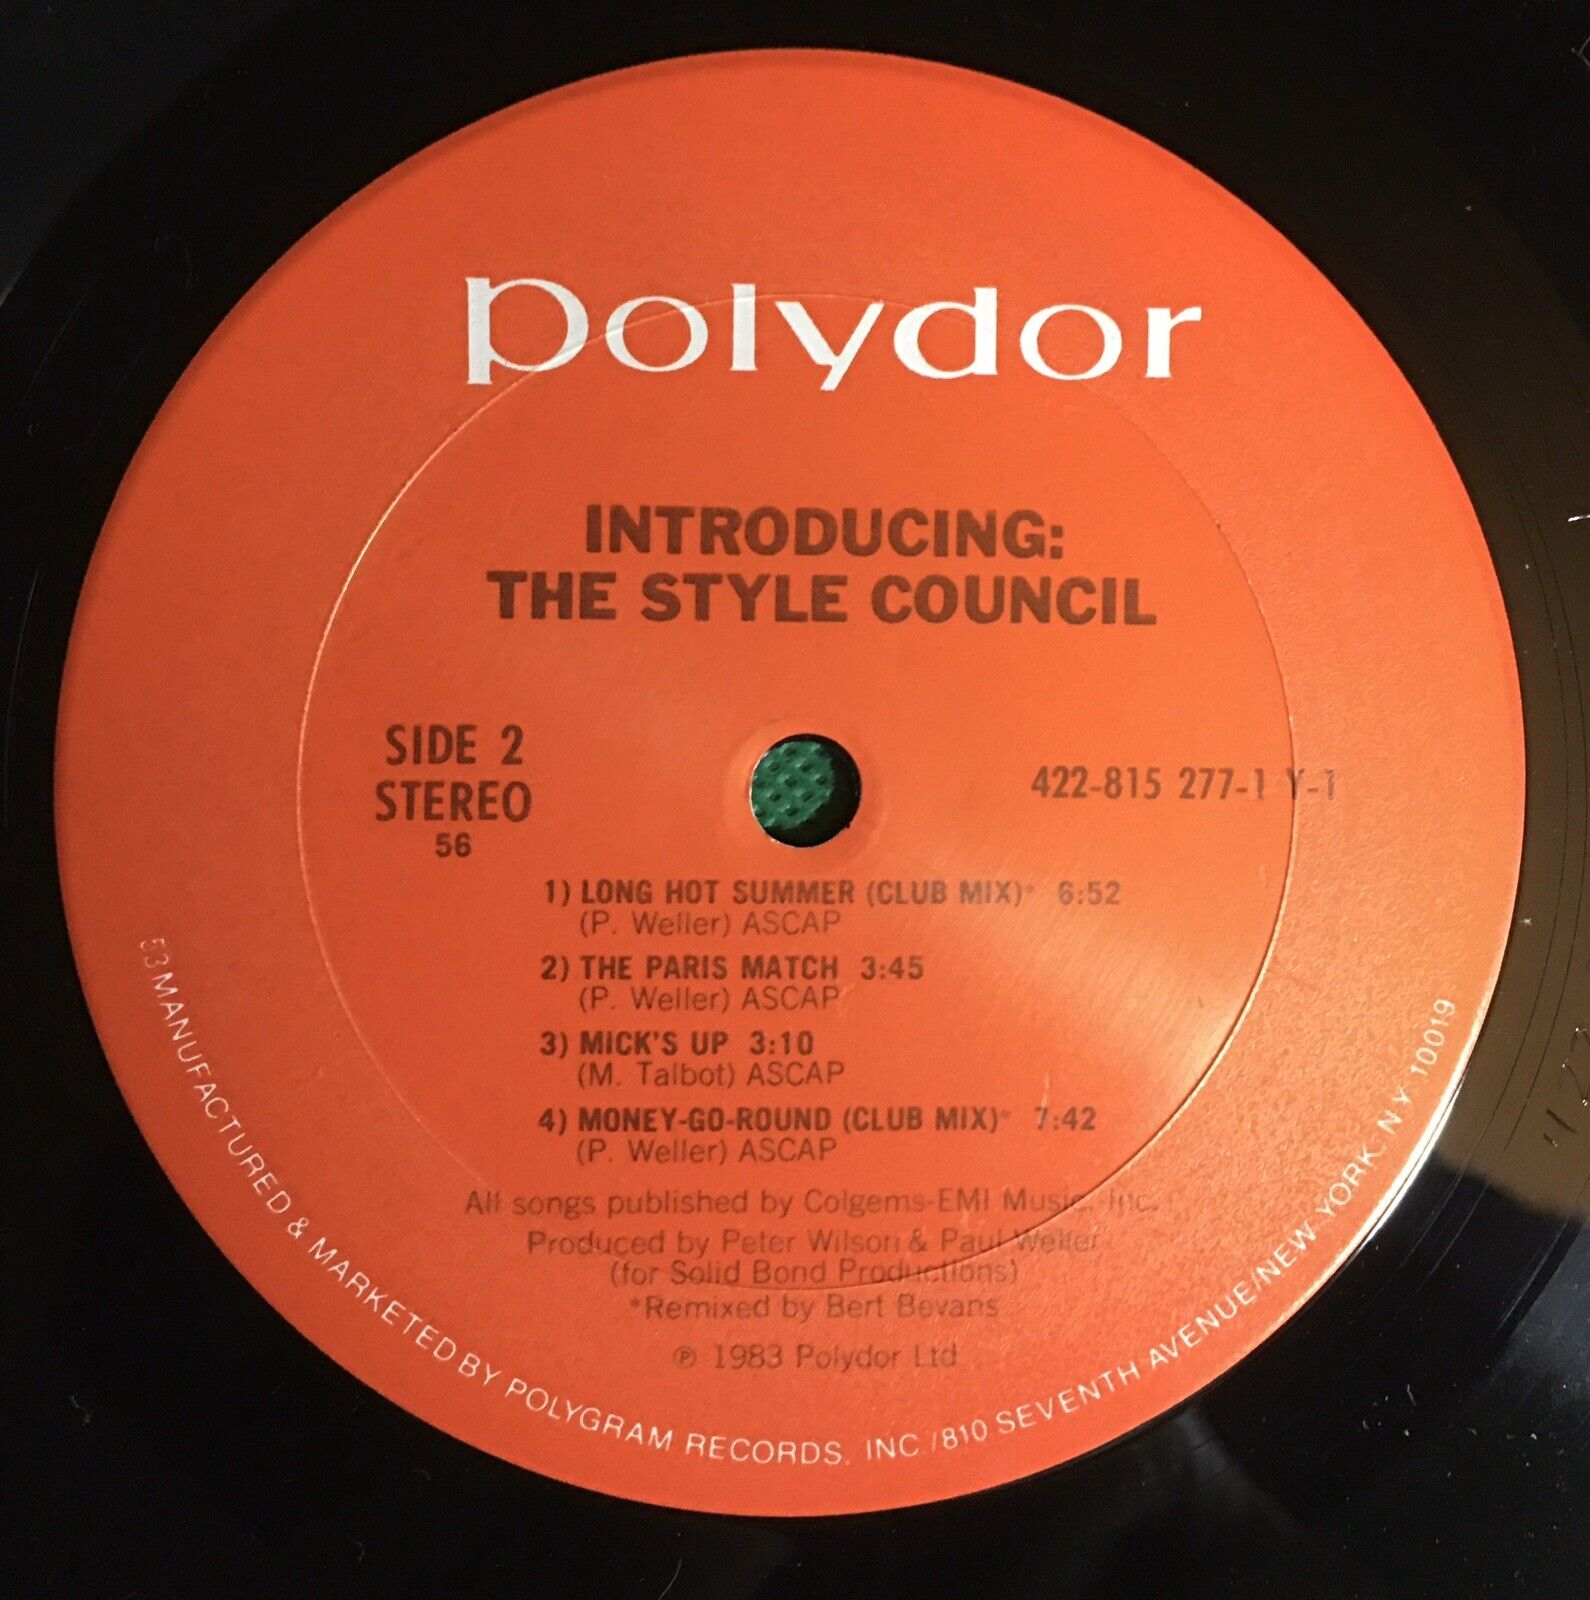 polydor
INTRODUCING:
THE STYLE COUNCIL
SIDE 2
STEREO
56
422-815 277-1 Y-1
1) LONG HOT SUMMER (CLUB MIX)* 6:52
(P. Weller) ASCAP
2) THE PARIS MATCH 3:45
(P. Weller) ASCAP
3) MICK'S UP 3:10
(M. Talbot) ASCAP
4) MONEY-GO-ROUND (CLUB MIX)* 7:42
(P. Weller) ASCAP
All songs published by Colgems-EMI Music, Inc.
Produced by Peter Wilson & Paul Weller
(for Solid Bond Productions)
*Remixed by Bert Bevans
℗ 1983 Polydor Ltd
53 MANUFACTURED & MARKETED BY POLYGRAM RECORDS, INC./810 SEVENTH AVENUE/NEW YORK, N.Y. 10019